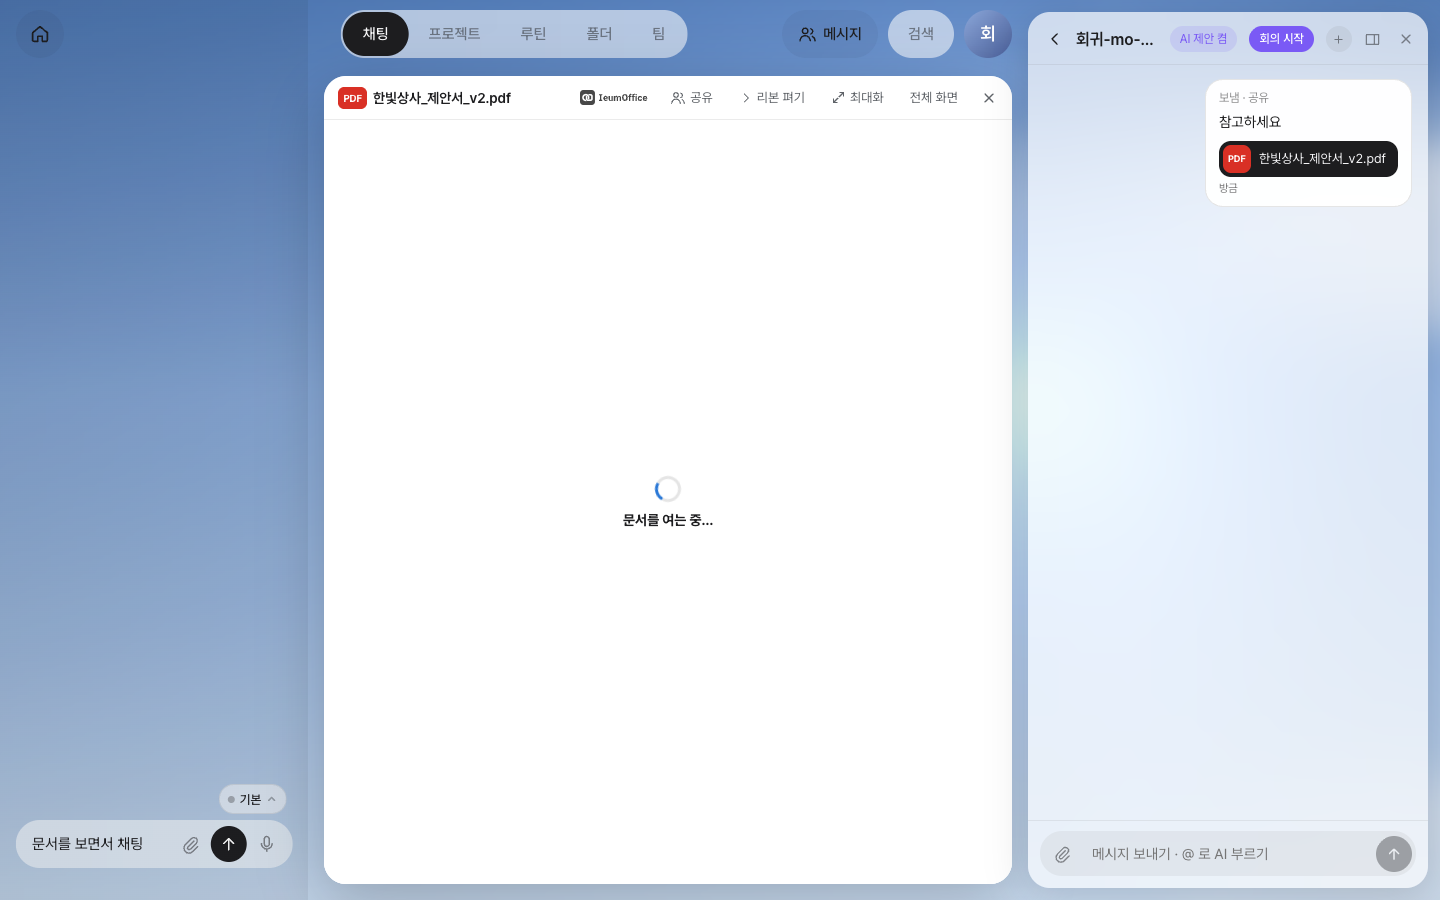 채팅 프로젝트 루틴 폴더 팀 메시지 검색 회
PDF 한빛상사_제안서_v2.pdf IeumOffice 공유 리본 펴기 최대화 전체 화면
문서를 여는 중...
기본
문서를 보면서 채팅
회귀-mo-... AI 제안 켬 회의 시작
보냄 · 공유
참고하세요
PDF 한빛상사_제안서_v2.pdf
방금
메시지 보내기 · @ 로 AI 부르기